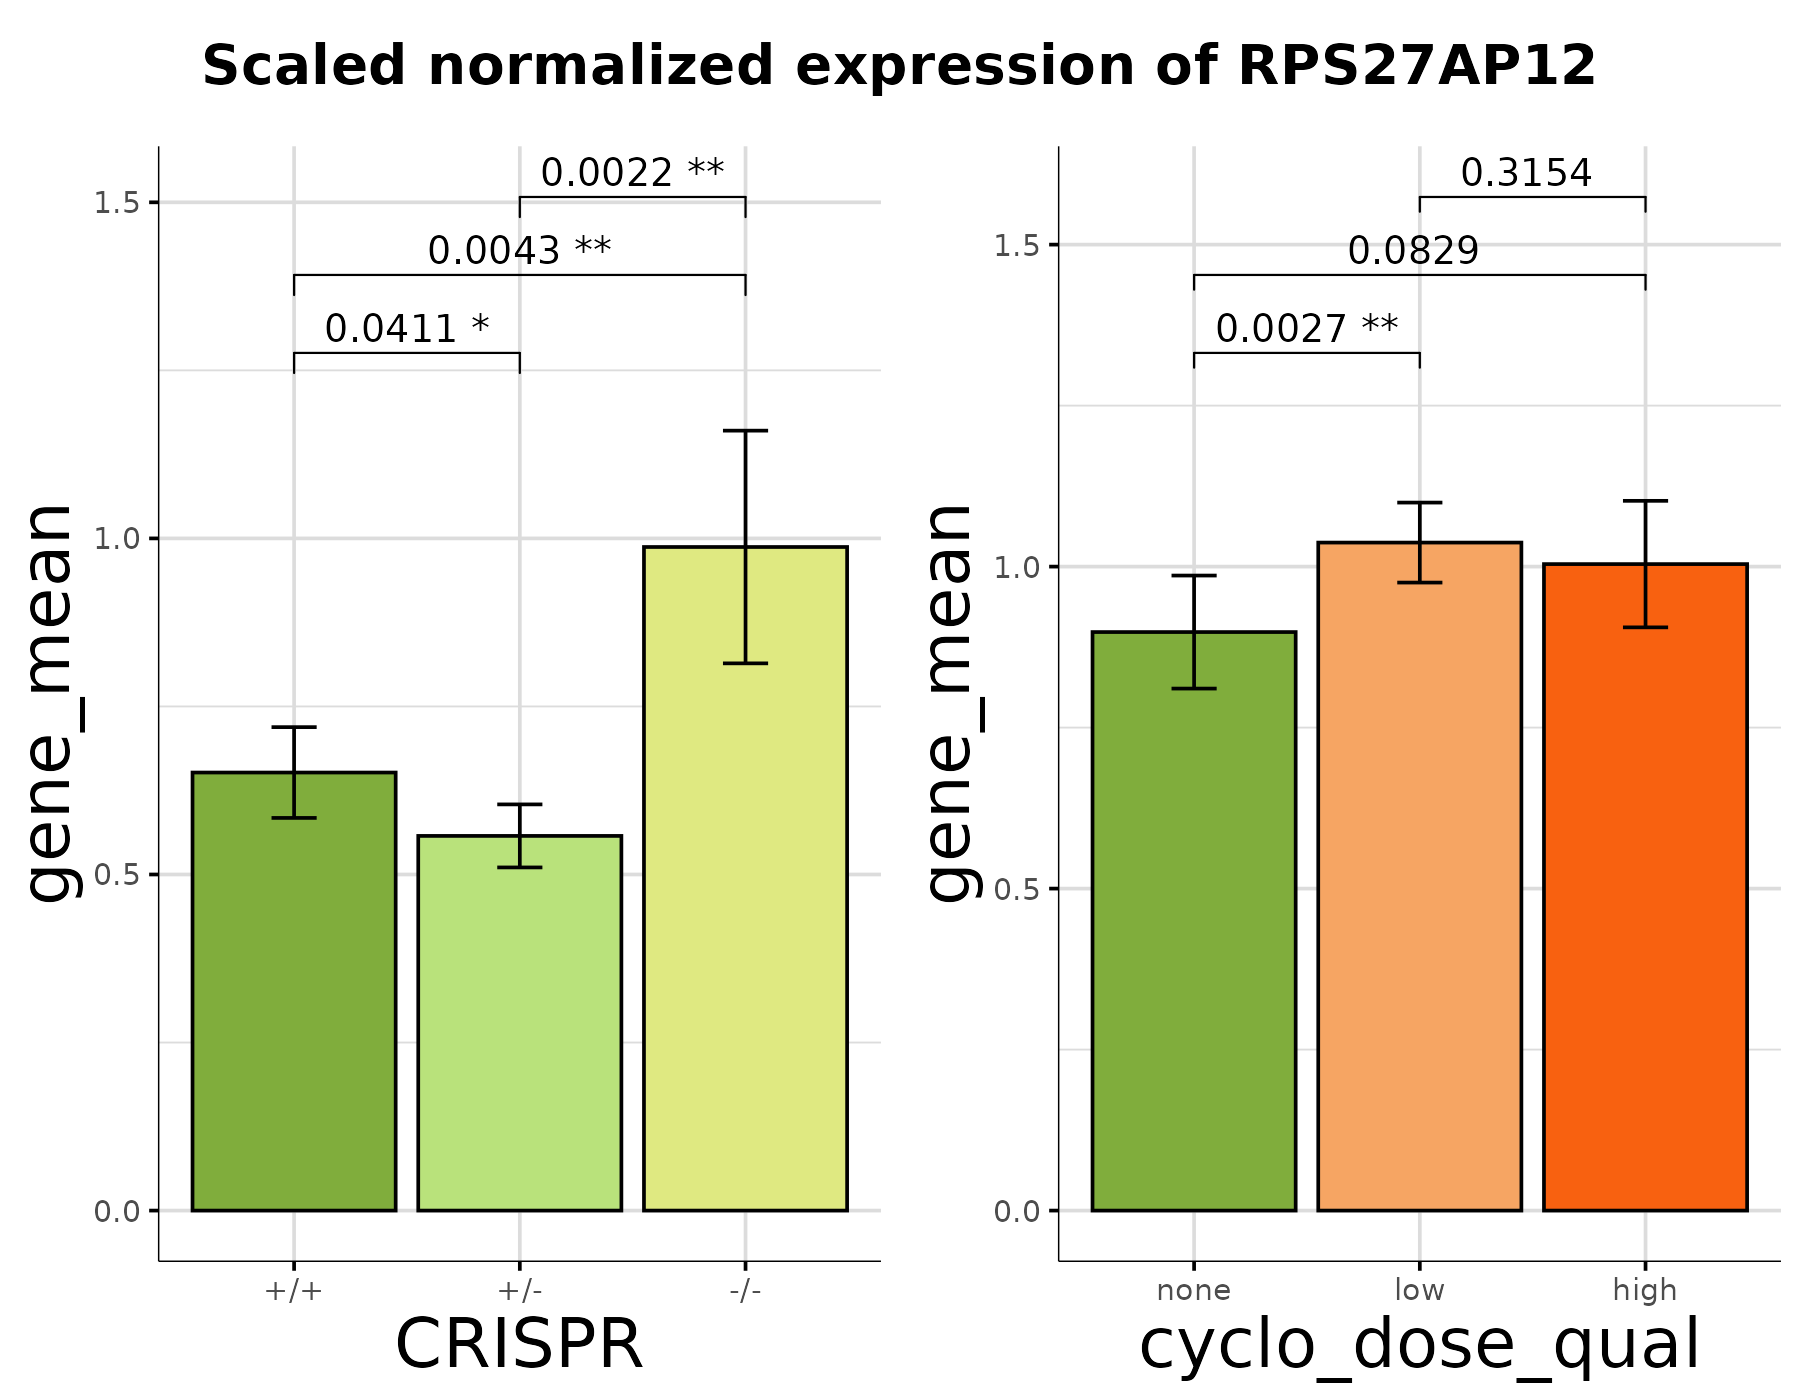 Scaled normalized expression of RPS27AP12
0.0022 **
0.0043 **
0.0411 *
1.5
1.0
0.5
0.0
gene_mean
+/+ +/- -/-
CRISPR
0.3154
0.0829
0.0027 **
1.5
1.0
0.5
0.0
gene_mean
none low high
cyclo_dose_qual